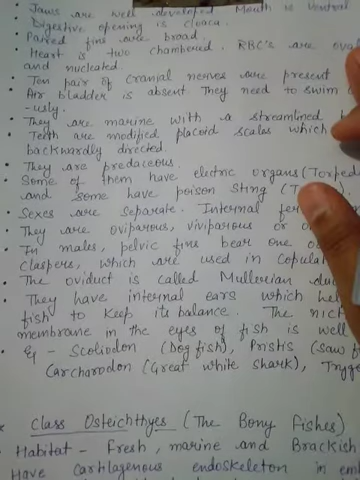 • Jaws are well developed Mouth is ventral
• Digestive opening is cloaca.
• Paired fins are broad.
• Heart is two chambered. RBC's are oval
and nucleated.
• Ten pair of Cranial nerves are present
• Air bladder is absent They need to swim
-usly.
• They are marine with a streamlined
• Teeth are modified placoid scales which
backwardly directed.
• They are predaceous.
• Some of them have electric organs (Torped
and some have poison sting (T
• Sexes are separate. Internal fer
• They are oviparous, viviparous or o
• In males, pelvic fins bear one
claspers, which are used in copulat
• The oviduct is called Mullerian du
• They have internal ears which hel
fish to keep its balance. The nic
membrane in the eyes of fish is well
• Eg - Scoliodon (Dog fish), Pristis (Saw f
Carcharodon (Great white shark), Tryg
Class Osteichthyes (The Bony Fishes)
• Habitat - Fresh, marine and Brackish
Have Cartilagenous endoskeleton in em